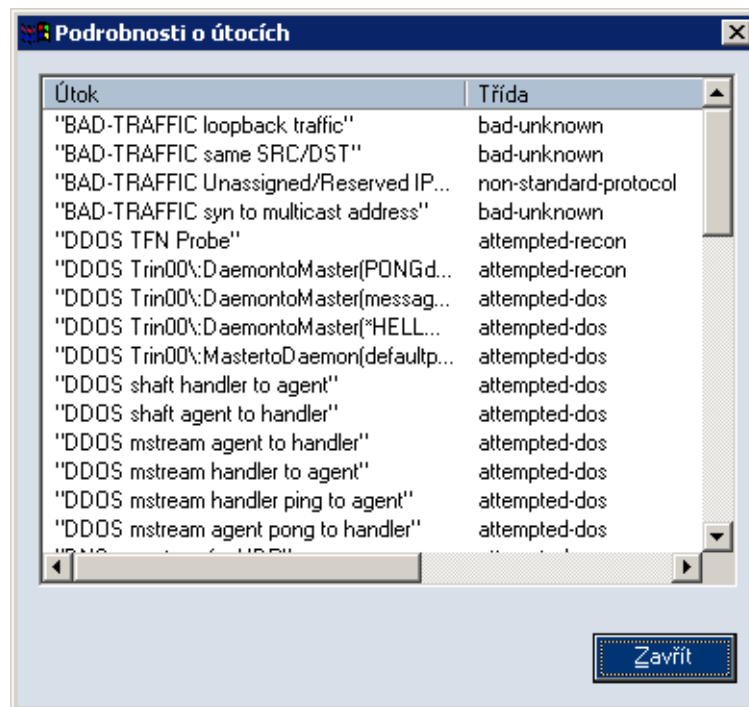 Podrobnosti o útocích
Útok Třída
"BAD-TRAFFIC loopback traffic" bad-unknown
"BAD-TRAFFIC same SRC/DST" bad-unknown
"BAD-TRAFFIC Unassigned/Reserved IP... non-standard-protocol
"BAD-TRAFFIC syn to multicast address" bad-unknown
"DDOS TFN Probe" attempted-recon
"DDOS Trin00\:DaemontoMaster(PONGd... attempted-recon
"DDOS Trin00\:DaemontoMaster(messag... attempted-dos
"DDOS Trin00\:DaemontoMaster(*HELL... attempted-dos
"DDOS Trin00\:MastertoDaemon(defaultp... attempted-dos
"DDOS shaft handler to agent" attempted-dos
"DDOS shaft agent to handler" attempted-dos
"DDOS mstream agent to handler" attempted-dos
"DDOS mstream handler to agent" attempted-dos
"DDOS mstream handler ping to agent" attempted-dos
"DDOS mstream agent pong to handler" attempted-dos
Zavřít